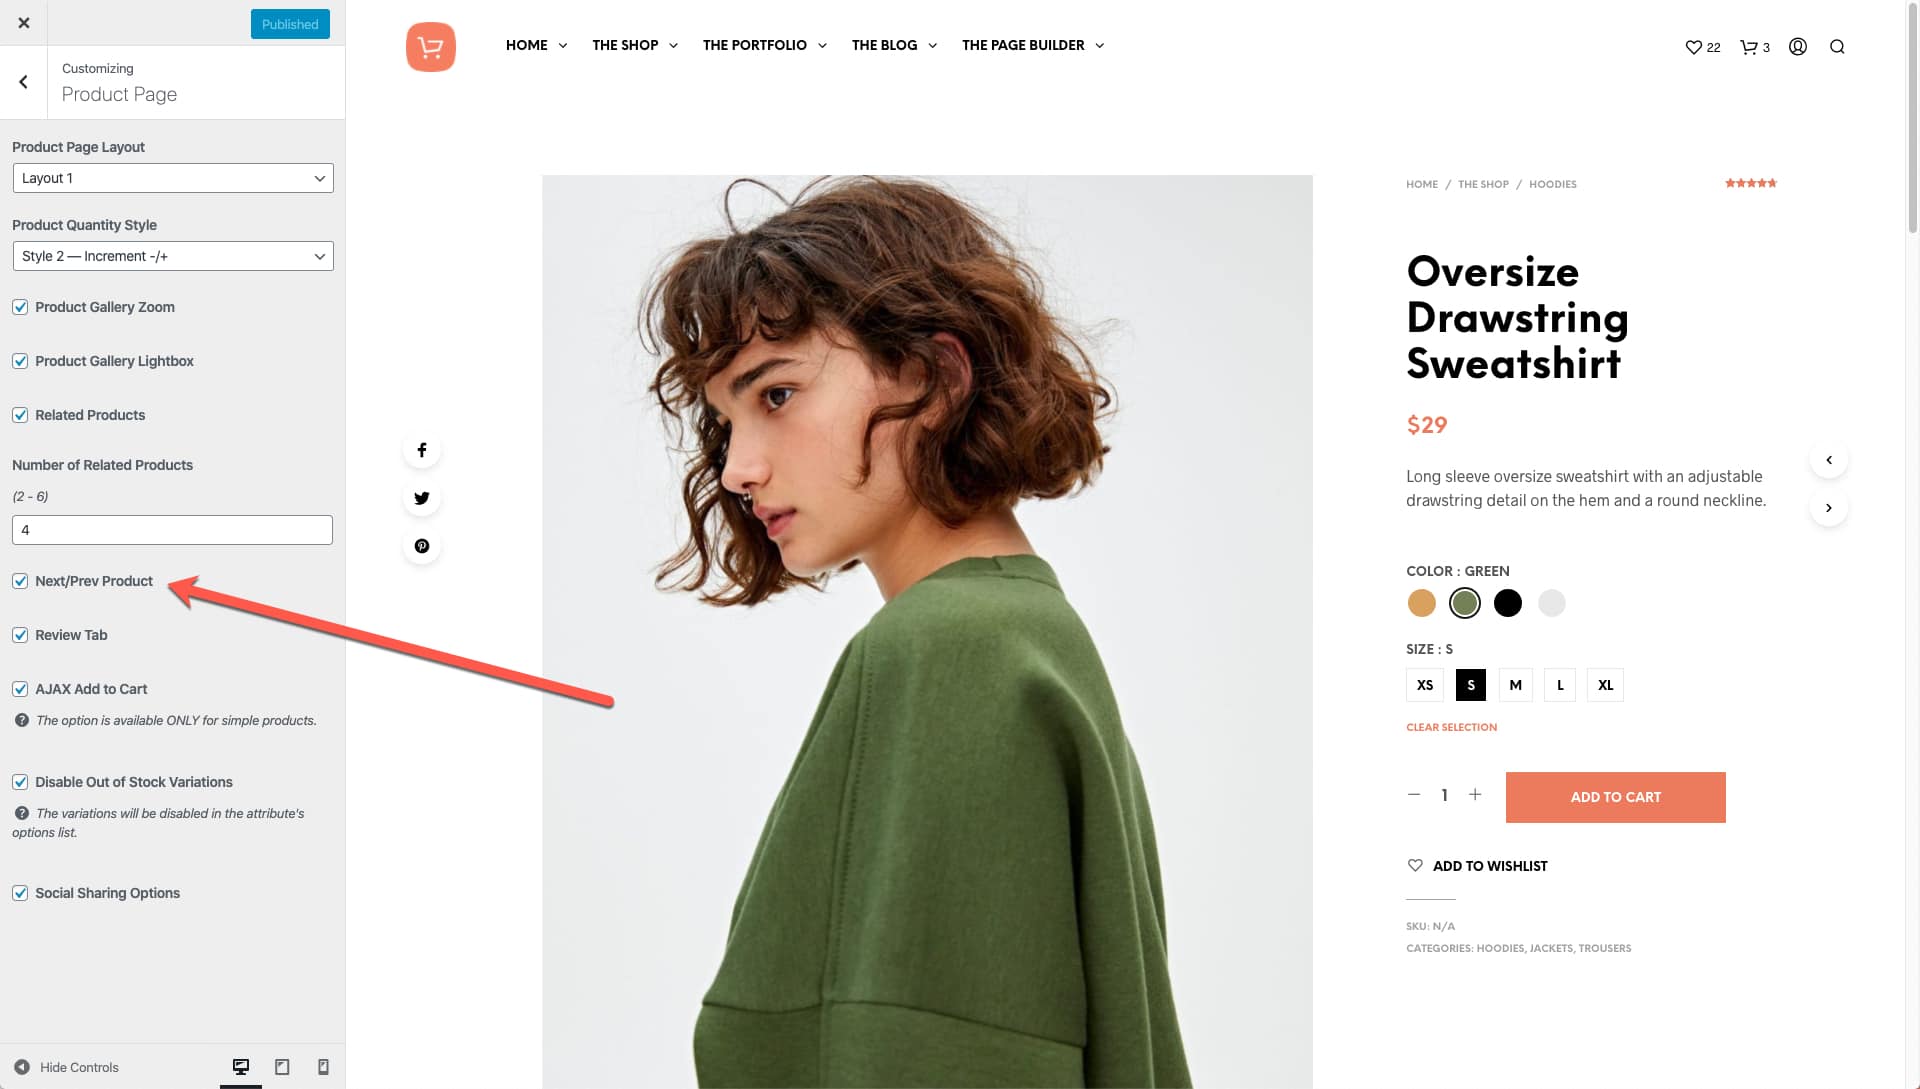 Published
Customizing
Product Page
Product Page Layout
Layout 1
Product Quantity Style
Style 2 — Increment -/+
Product Gallery Zoom
Product Gallery Lightbox
Related Products
Number of Related Products
(2 - 6)
4
Next/Prev Product
Review Tab
AJAX Add to Cart
The option is available ONLY for simple products.
Disable Out of Stock Variations
The variations will be disabled in the attribute's
options list.
Social Sharing Options
Hide Controls
HOME THE SHOP THE PORTFOLIO THE BLOG THE PAGE BUILDER
22 3
HOME / THE SHOP / HOODIES
Oversize
Drawstring
Sweatshirt
$29
Long sleeve oversize sweatshirt with an adjustable
drawstring detail on the hem and a round neckline.
COLOR : GREEN
SIZE : S
XS S M L XL
CLEAR SELECTION
— 1 + ADD TO CART
ADD TO WISHLIST
SKU: N/A
CATEGORIES: HOODIES, JACKETS, TROUSERS